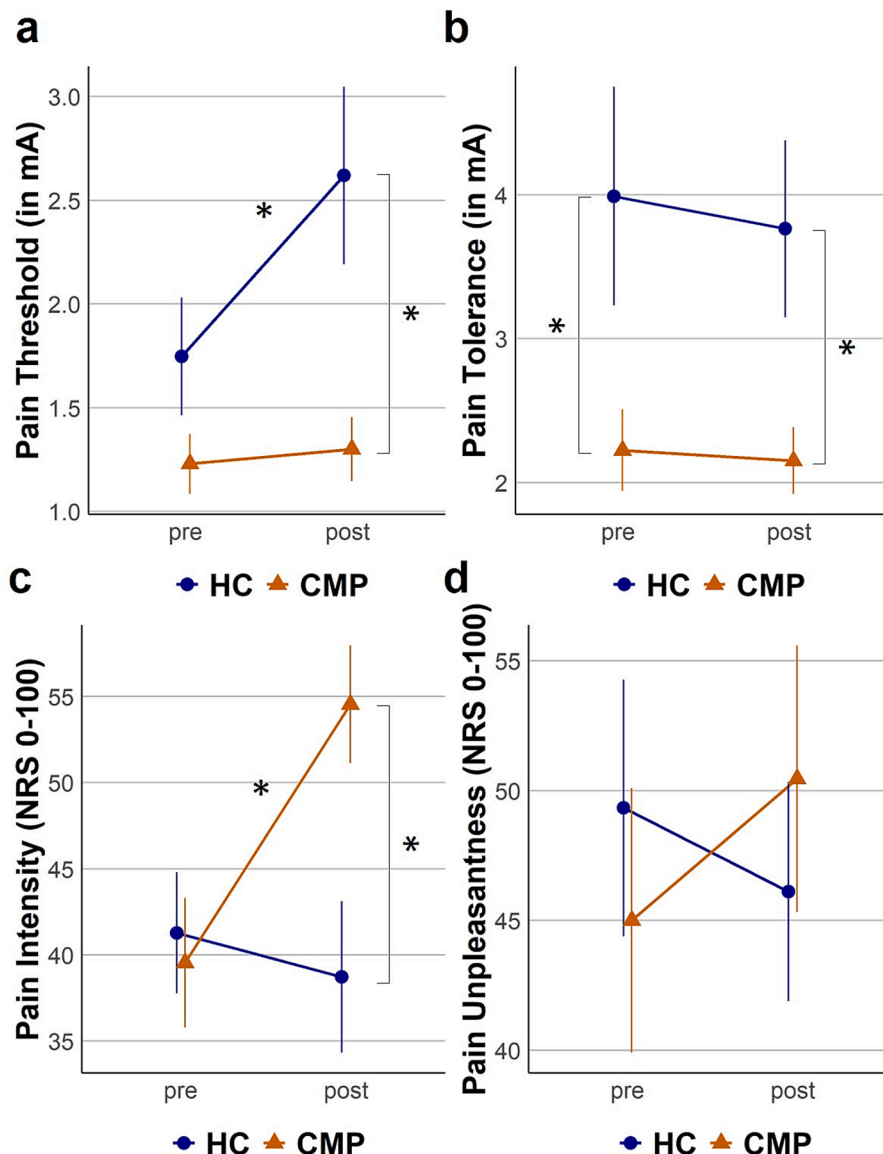 a
Pain Threshold (in mA)
3.0
2.5
2.0
1.5
1.0
*
*
pre post
HC CMP
b
Pain Tolerance (in mA)
4
3
2
*
*
pre post
HC CMP
c
Pain Intensity (NRS 0-100)
55
50
45
40
35
*
*
pre post
HC CMP
d
Pain Unpleasantness (NRS 0-100)
55
50
45
40
pre post
HC CMP